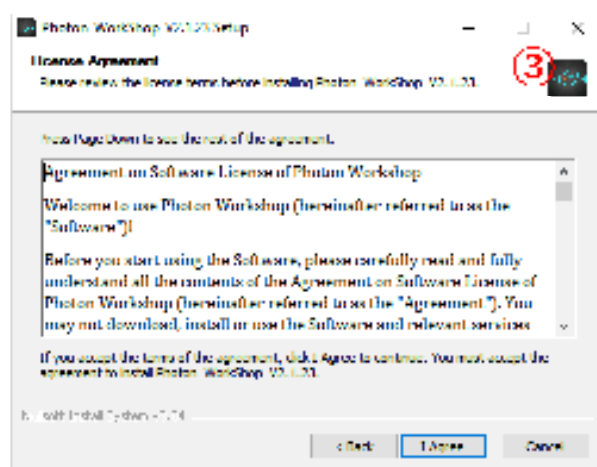 Photon WorkShop V2.1.23 Setup
License Agreement
Please review the license terms before installing Photon WorkShop V2.1.23.
③
Press Page Down to see the rest of the agreement.
Agreement on Software License of Photon Workshop
Welcome to use Photon Workshop (hereinafter referred to as the
"Software")!
Before you start using the Software, please carefully read and fully
understand all the contents of the Agreement on Software License of
Photon Workshop (hereinafter referred to as the "Agreement"). You
may not download, install or use the Software and relevant services
If you accept the terms of the agreement, click I Agree to continue. You must accept the
agreement to install Photon WorkShop V2.1.23.
Install System
< Back
I Agree
Cancel